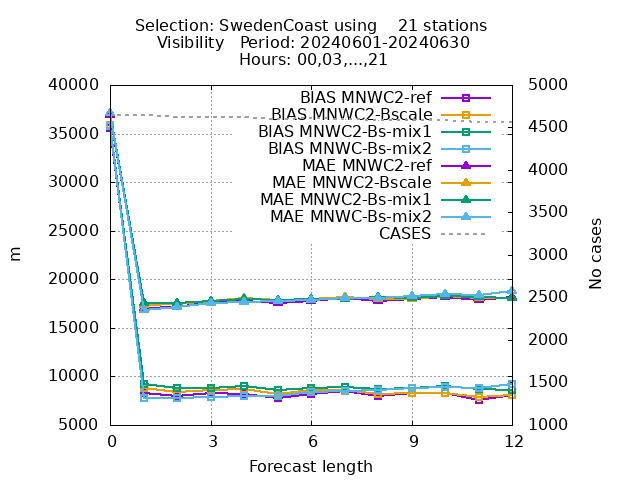 Selection: SwedenCoast using    21 stations
Visibility   Period: 20240601-20240630
Hours: 00,03,...,21
40000
35000
30000
25000
20000
15000
10000
5000
m
5000
4500
4000
3500
3000
2500
2000
1500
1000
No cases
BIAS MNWC2-ref
BIAS MNWC2-Bscale
BIAS MNWC2-Bs-mix1
BIAS MNWC-Bs-mix2
MAE MNWC2-ref
MAE MNWC2-Bscale
MAE MNWC2-Bs-mix1
MAE MNWC-Bs-mix2
CASES
0 3 6 9 12
Forecast length